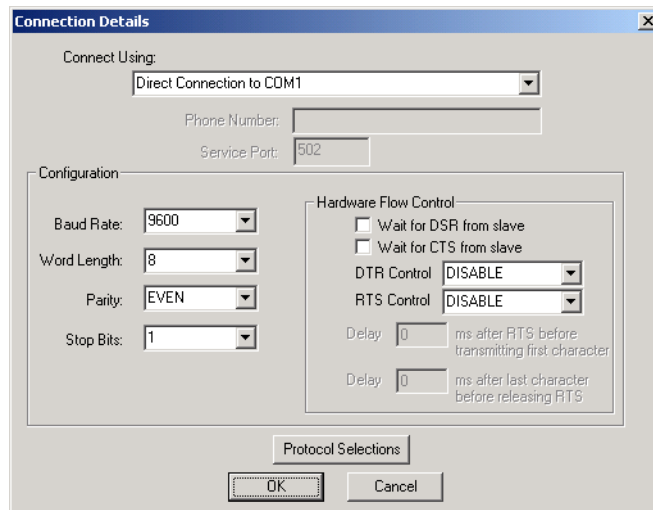 Connection Details
Connect Using:
Direct Connection to COM1
Phone Number:
Service Port: 502
Configuration
Baud Rate: 9600
Word Length: 8
Parity: EVEN
Stop Bits: 1
Hardware Flow Control
Wait for DSR from slave
Wait for CTS from slave
DTR Control DISABLE
RTS Control DISABLE
Delay 0 ms after RTS before
transmitting first character
Delay 0 ms after last character
before releasing RTS
Protocol Selections
OK Cancel